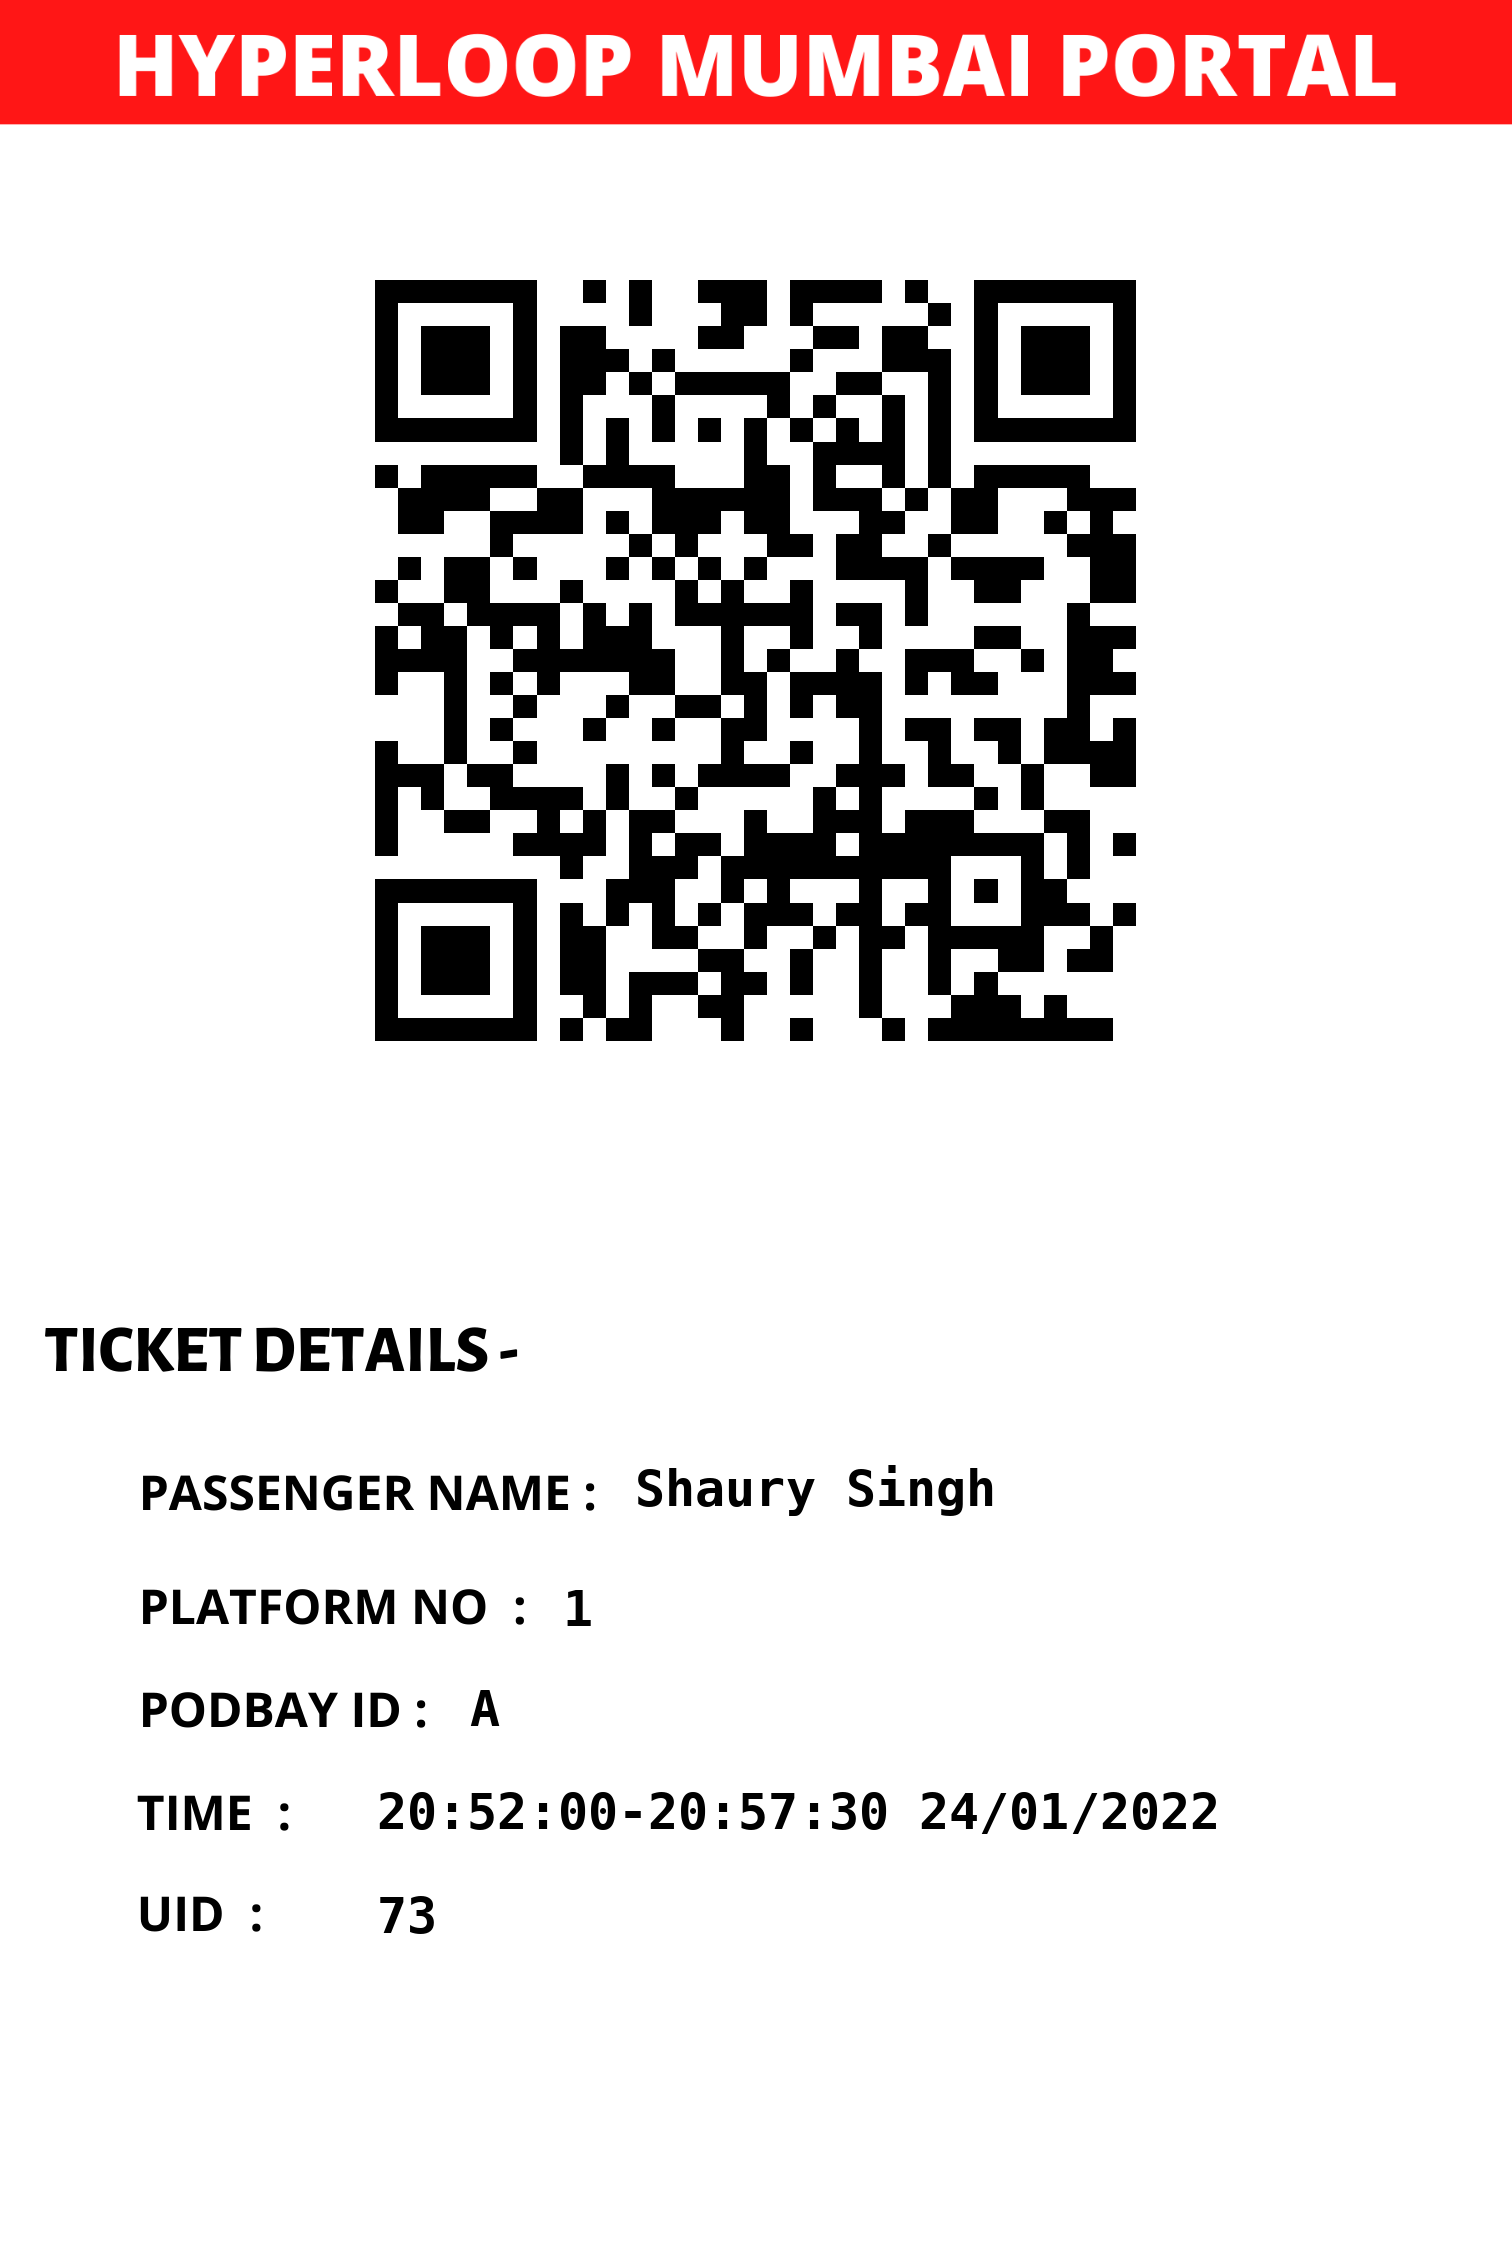 HYPERLOOP MUMBAI PORTAL
TICKET DETAILS -
PASSENGER NAME : Shaury Singh
PLATFORM NO : 1
PODBAY ID : A
TIME : 20:52:00-20:57:30 24/01/2022
UID : 73